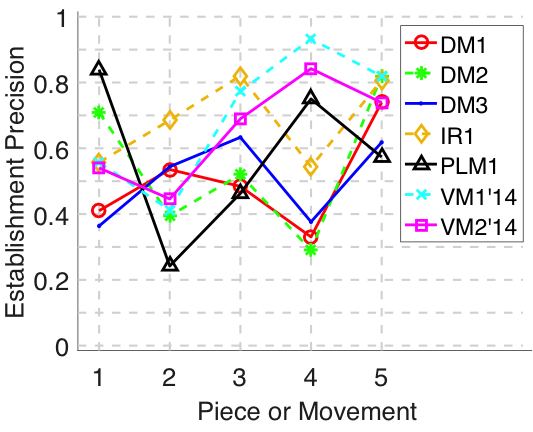 Establishment Precision
1
0.8
0.6
0.4
0.2
0
1 2 3 4 5
Piece or Movement
DM1
DM2
DM3
IR1
PLM1
VM1'14
VM2'14